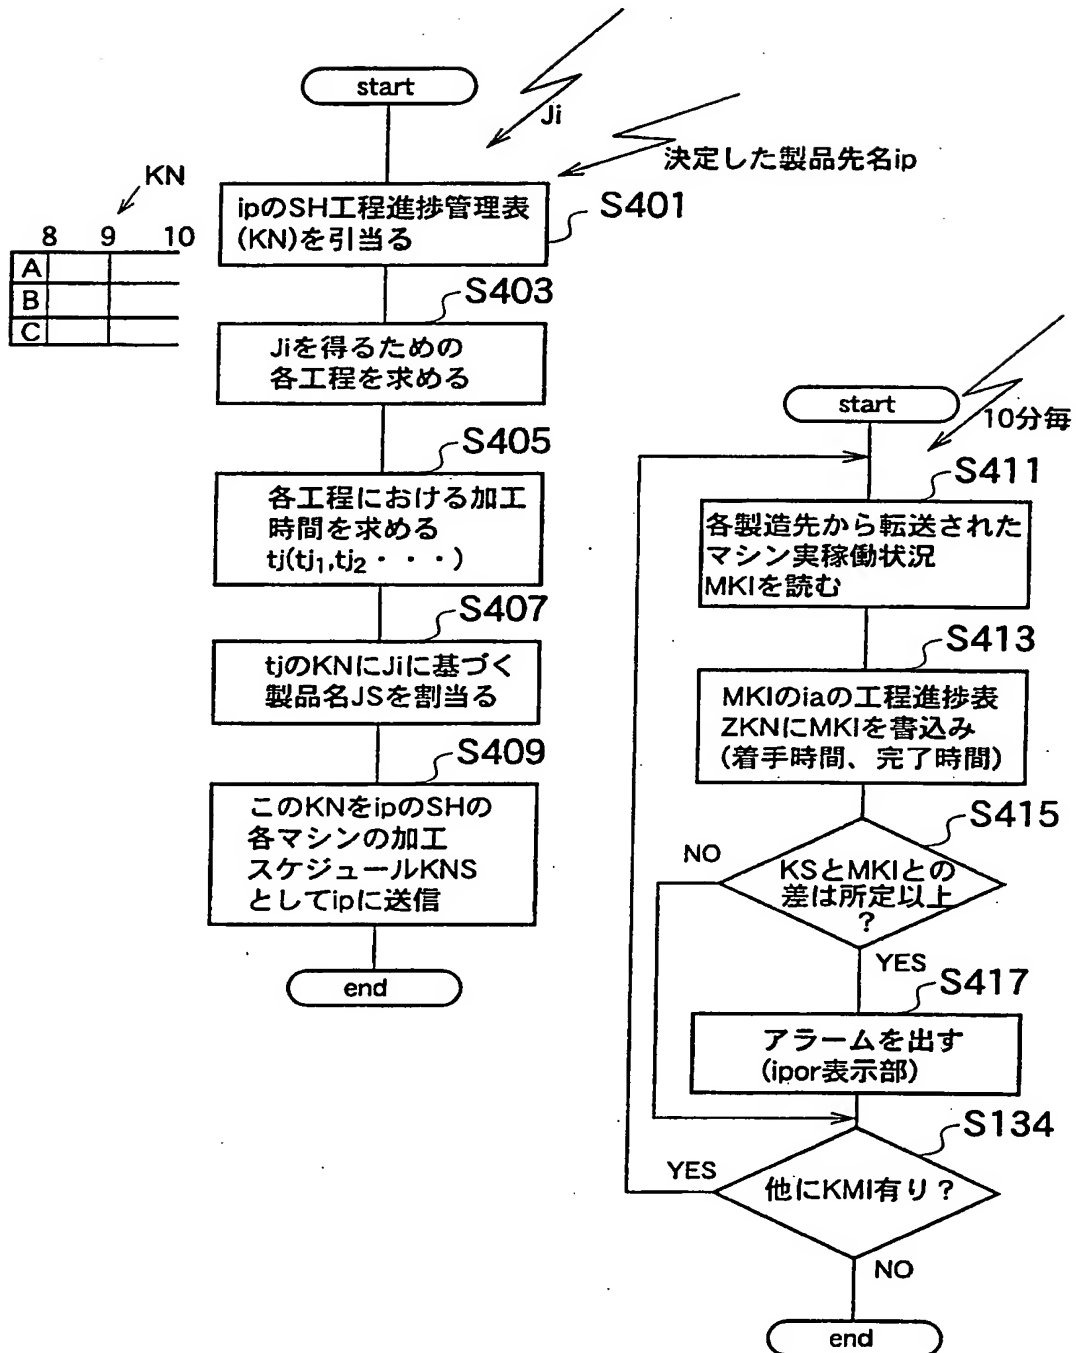 start
Ji
決定した製品先名ip
KN
8 9 10
A
B
C
ipのSH工程進捗管理表
(KN)を引当る
S401
S403
Jiを得るための
各工程を求める
S405
各工程における加工
時間を求める
tj(tj1,tj2・・・)
S407
tjのKNにJiに基づく
製品名JSを割当る
S409
このKNをipのSHの
各マシンの加工
スケジュールKNS
としてipに送信
end
start
10分毎
S411
各製造先から転送された
マシン実稼働状況
MKIを読む
S413
MKIのiaの工程進捗表
ZKNにMKIを書込み
(着手時間、完了時間)
S415
NO
KSとMKIとの
差は所定以上
?
YES
S417
アラームを出す
(ipor表示部)
S134
YES
他にKMI有り?
NO
end